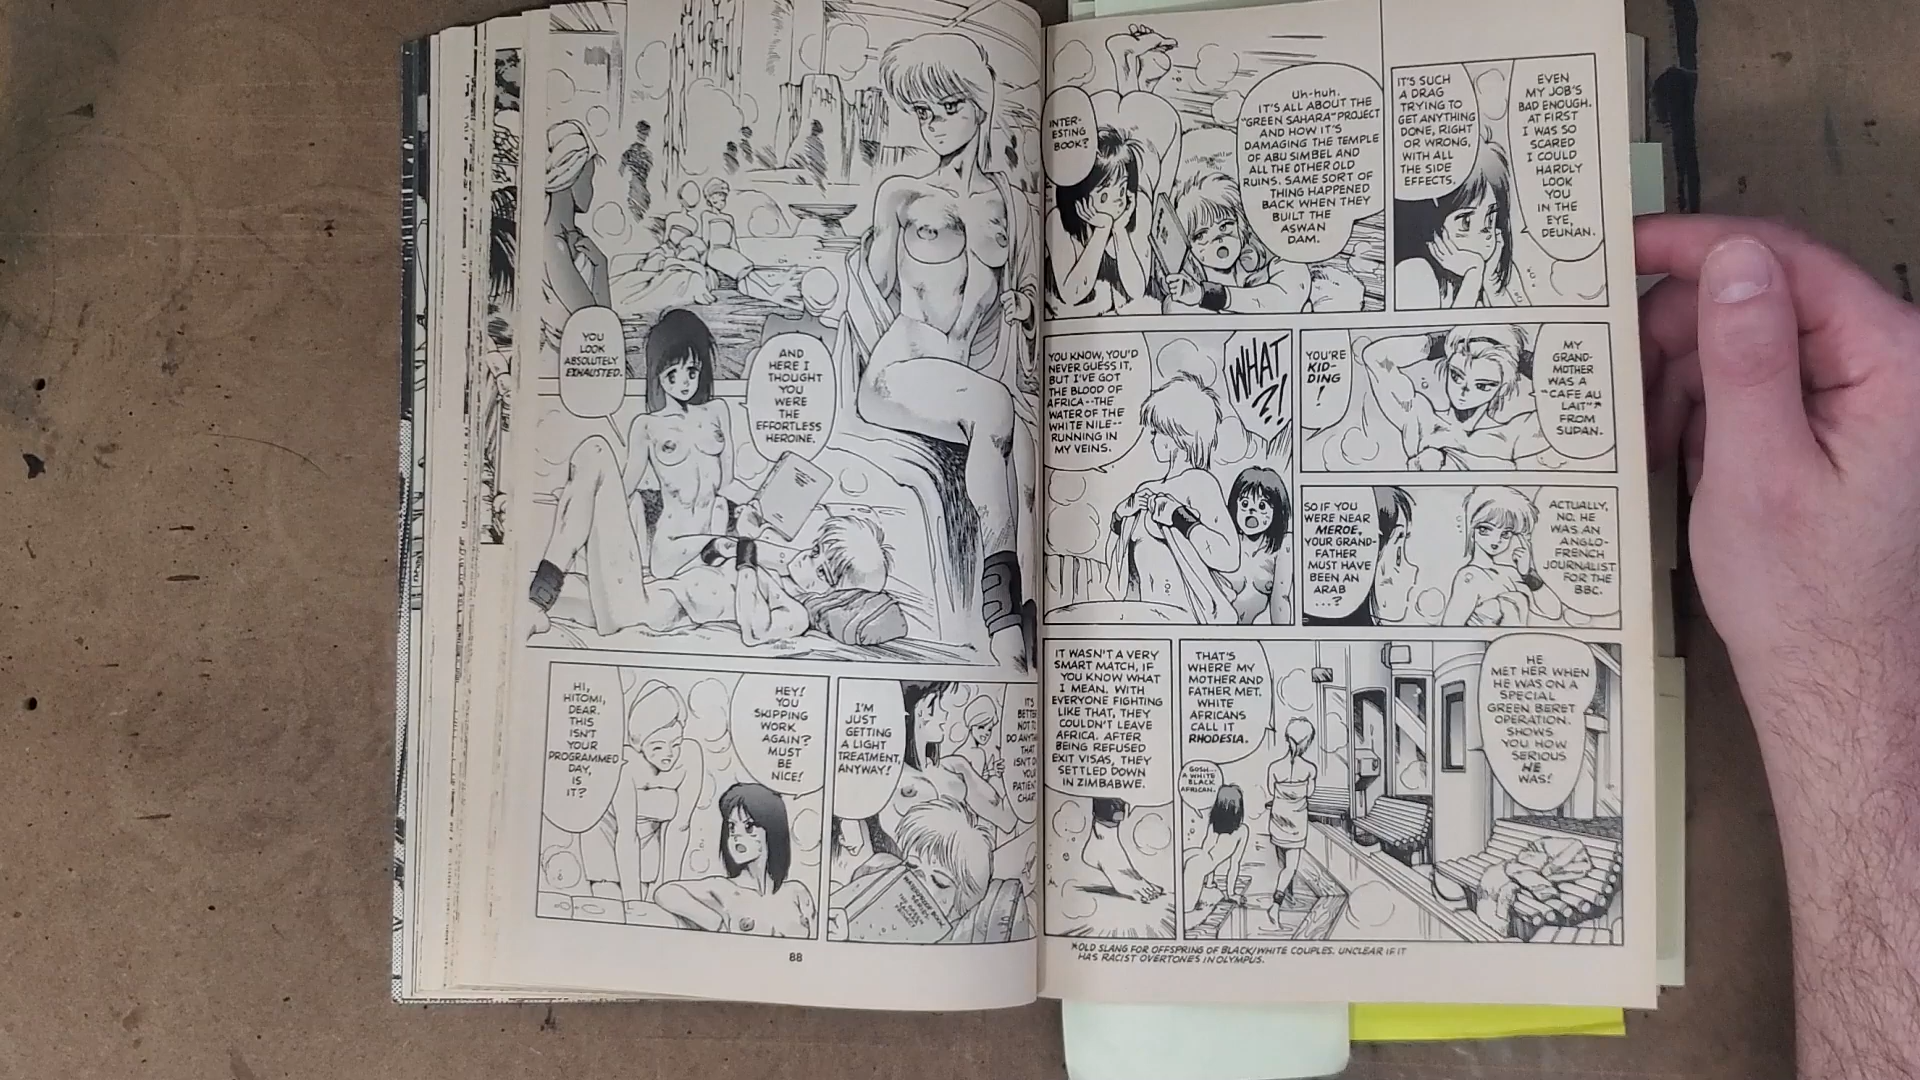 YOU
LOOK
ABSOLUTELY
EXHAUSTED.
AND
HERE I
THOUGHT
YOU
WERE
THE
EFFORTLESS
HEROINE.
HI,
HITOMI,
DEAR.
THIS
ISN'T
YOUR
PROGRAMMED
DAY,
IS
IT?
HEY!
YOU
SKIPPING
WORK
AGAIN?
MUST
BE
NICE!
I'M
JUST
GETTING
A LIGHT
TREATMENT,
ANYWAY!
IT'S
BETTER
NOT TO
DO ANYTHING
THAT
ISN'T ON
YOUR
PATIENT
CHART
88
INTER-
ESTING
BOOK?
Uh-huh.
IT'S ALL ABOUT THE
"GREEN SAHARA" PROJECT
AND HOW IT'S
DAMAGING THE TEMPLE
OF ABU SIMBEL AND
ALL THE OTHER OLD
RUINS. SAME SORT OF
THING HAPPENED
BACK WHEN THEY
BUILT THE
ASWAN
DAM.
IT'S SUCH
A DRAG
TRYING TO
GET ANYTHING
DONE, RIGHT
OR WRONG,
WITH ALL
THE SIDE
EFFECTS.
EVEN
MY JOB'S
BAD ENOUGH.
AT FIRST
I WAS SO
SCARED
I COULD
HARDLY
LOOK
YOU
IN THE
EYE,
DEUNAN.
YOU KNOW, YOU'D
NEVER GUESS IT,
BUT I'VE GOT
THE BLOOD OF
AFRICA--THE
WATER OF THE
WHITE NILE--
RUNNING IN
MY VEINS.
WHAT
?!
YOU'RE
KID-
DING
!
MY
GRAND-
MOTHER
WAS A
"CAFE AU
LAIT"*
FROM
SUDAN.
SO IF YOU
WERE NEAR
MEROE,
YOUR GRAND-
FATHER
MUST HAVE
BEEN AN
ARAB
...?
ACTUALLY,
NO. HE
WAS AN
ANGLO-
FRENCH
JOURNALIST
FOR THE
BBC.
IT WASN'T A VERY
SMART MATCH, IF
YOU KNOW WHAT
I MEAN. WITH
EVERYONE FIGHTING
LIKE THAT, THEY
COULDN'T LEAVE
AFRICA. AFTER
BEING REFUSED
EXIT VISAS, THEY
SETTLED DOWN
IN ZIMBABWE.
THAT'S
WHERE MY
MOTHER AND
FATHER MET.
WHITE
AFRICANS
CALL IT
RHODESIA.
GOSH...
A WHITE
BLACK
AFRICAN.
HE
MET HER WHEN
HE WAS ON A
SPECIAL
GREEN BERET
OPERATION.
SHOWS
YOU HOW
SERIOUS
HE
WAS!
*OLD SLANG FOR OFFSPRING OF BLACK/WHITE COUPLES. UNCLEAR IF IT
HAS RACIST OVERTONES IN OLYMPUS.